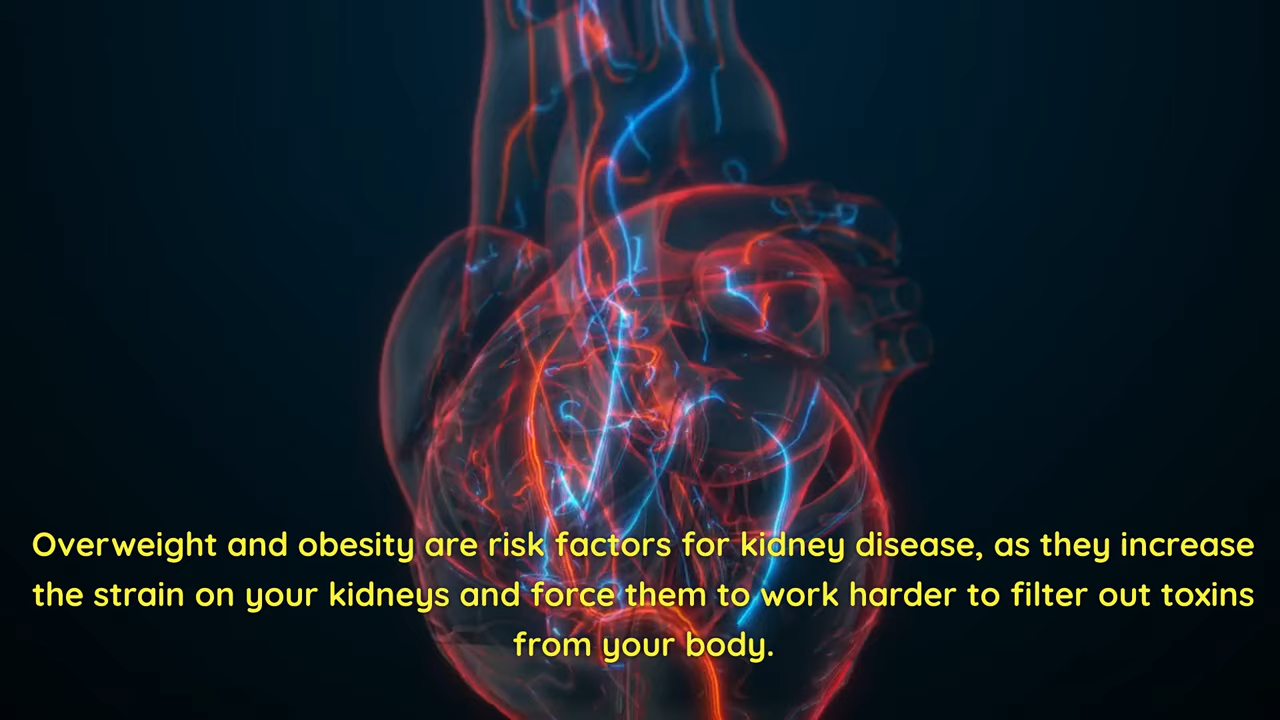 Overweight and obesity are risk factors for kidney disease, as they increase
the strain on your kidneys and force them to work harder to filter out toxins
from your body.